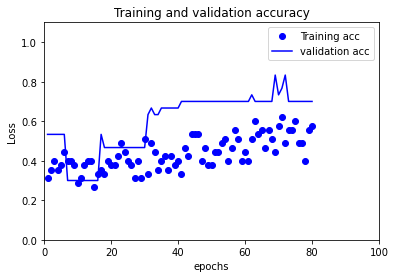 Training and validation accuracy
Training acc
validation acc
Loss
1.0
0.8
0.6
0.4
0.2
0.0
0 20 40 60 80 100
epochs